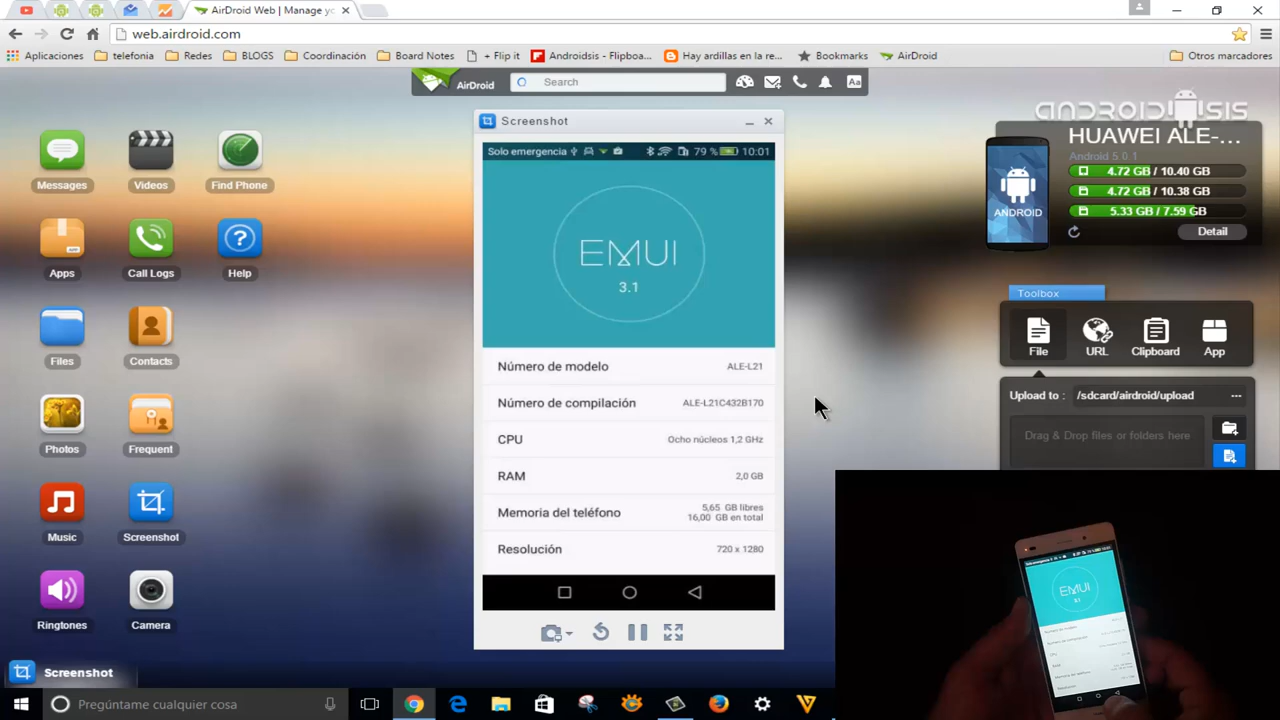 AirDroid Web | Manage yo
web.airdroid.com
Aplicaciones telefonia Redes BLOGS Coordinación Board Notes + Flip it Androidsis - Flipboa... Hay ardillas en la re... Bookmarks AirDroid Otros marcadores
AirDroid Search Aa
ANDROIDSIS
HUAWEI ALE-...
Android 5.0.1
4.72 GB / 10.40 GB
4.72 GB / 10.38 GB
5.33 GB / 7.59 GB
ANDROID
Detail
Messages Videos Find Phone
Apps Call Logs Help
Files Contacts
Photos Frequent
Music Screenshot
Ringtones Camera
Screenshot
Solo emergencia 79 % 10:01
EMUI
3.1
Número de modelo ALE-L21
Número de compilación ALE-L21C432B170
CPU Ocho núcleos 1,2 GHz
RAM 2,0 GB
Memoria del teléfono 5,65 GB libres
16,00 GB en total
Resolución 720 x 1280
Toolbox
File URL Clipboard App
Upload to : /sdcard/airdroid/upload ...
Drag & Drop files or folders here
EMUI
3.1
Screenshot
Pregúntame cualquier cosa